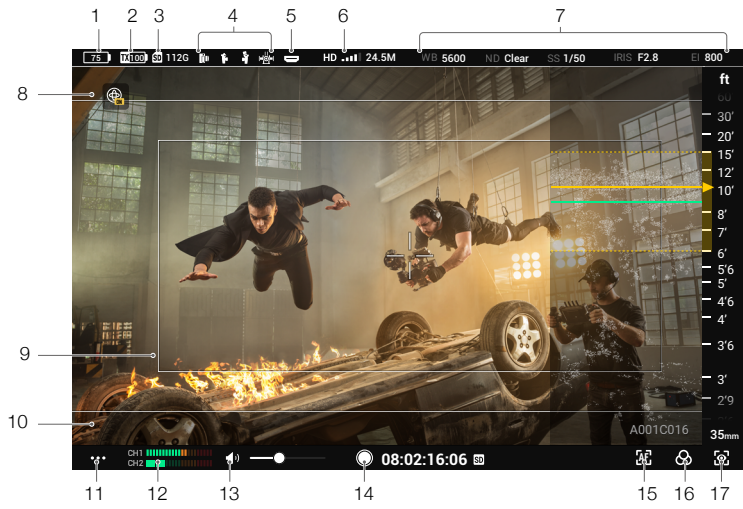 1 2 3 4 5 6 7
75 TX100 SD 112G HD 24.5M WB 5600 ND Clear SS 1/50 IRIS F2.8 EI 800
8
ft
60
30′
20′
15′
12′
10′
8′
7′
6′
5′6
5′
4′6
4′
3′6
9
3′
2′9
10
A001C016
35mm
CH1
CH2
08:02:16:06 SD
11 12 13 14 15 16 17